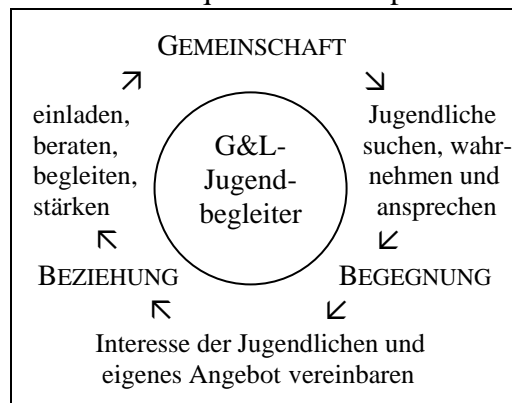 GEMEINSCHAFT
↗ ↘
einladen,
beraten,
begleiten,
stärken
G&L-
Jugend-
begleiter
Jugendliche
suchen, wahr-
nehmen und
ansprechen
↖ ↙
BEZIEHUNG
BEGEGNUNG
↖ ↙
Interesse der Jugendlichen und
eigenes Angebot vereinbaren